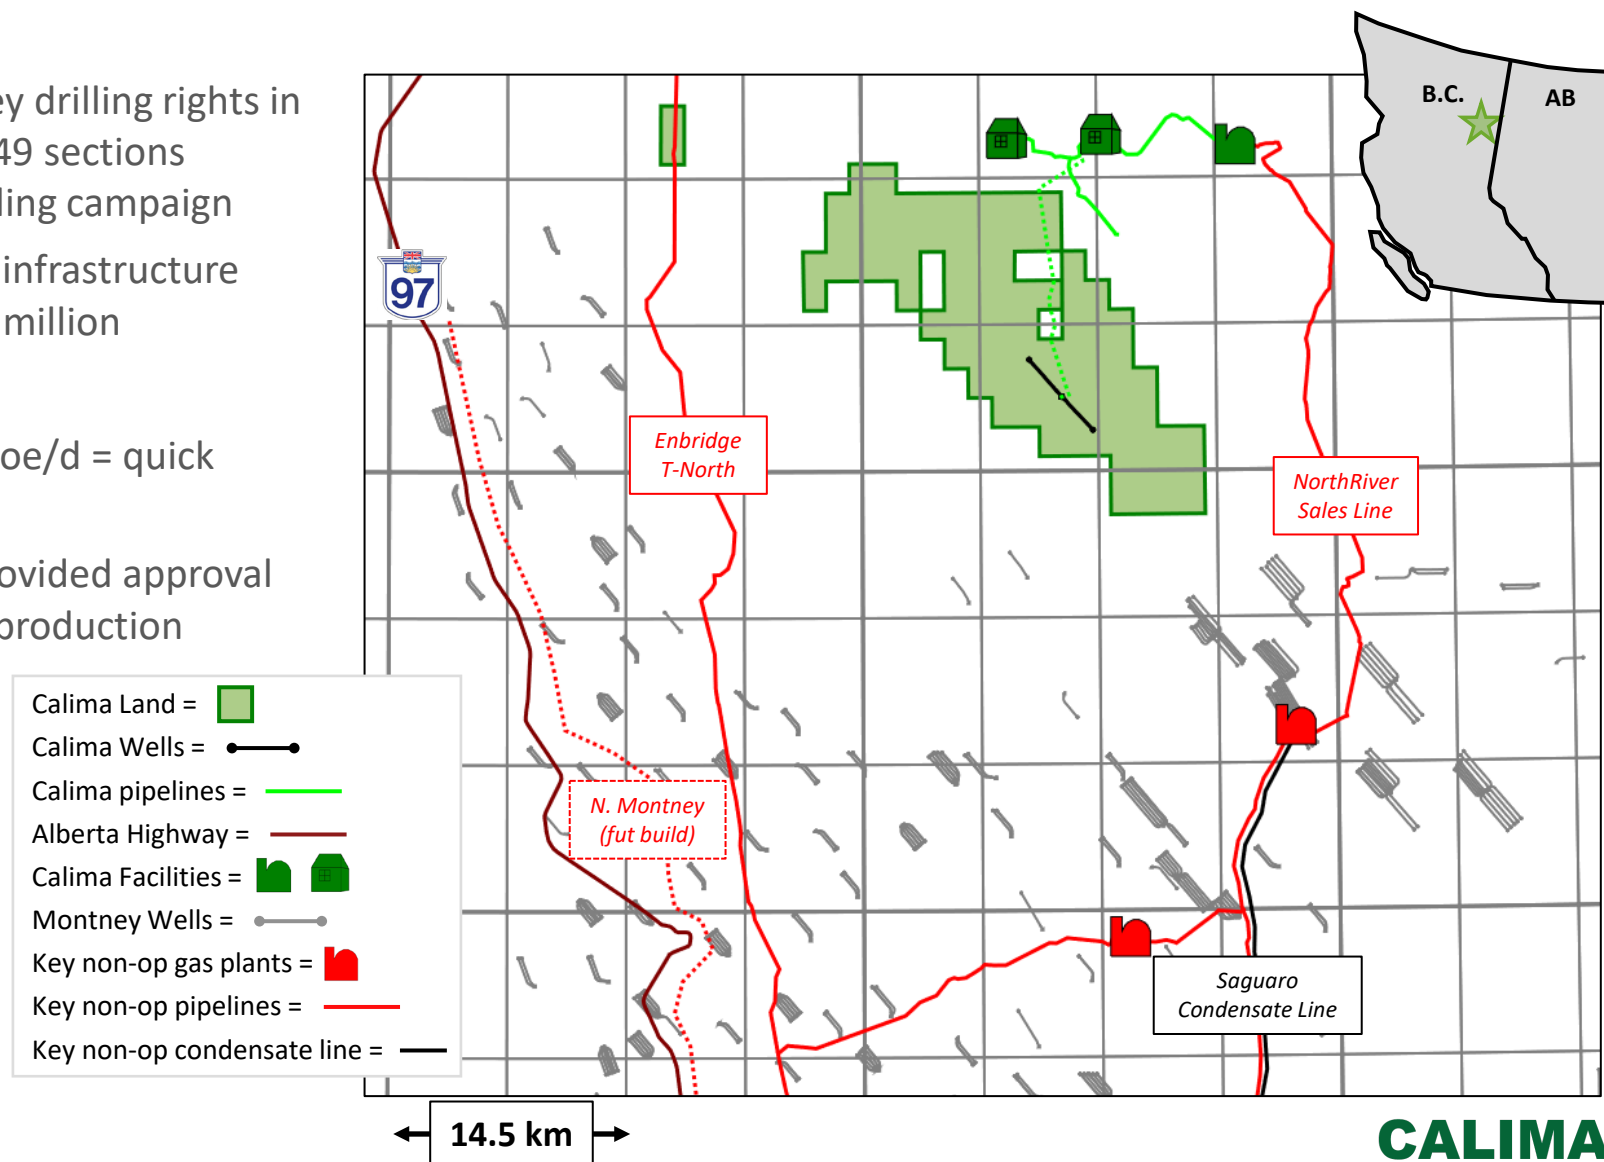 ey drilling rights in
49 sections
ling campaign
infrastructure
million
oe/d = quick
ovided approval
production
B.C.
AB
97
Enbridge
T-North
NorthRiver
Sales Line
N. Montney
(fut build)
Saguaro
Condensate Line
Calima Land =
Calima Wells =
Calima pipelines =
Alberta Highway =
Calima Facilities =
Montney Wells =
Key non-op gas plants =
Key non-op pipelines =
Key non-op condensate line =
14.5 km
CALIMA